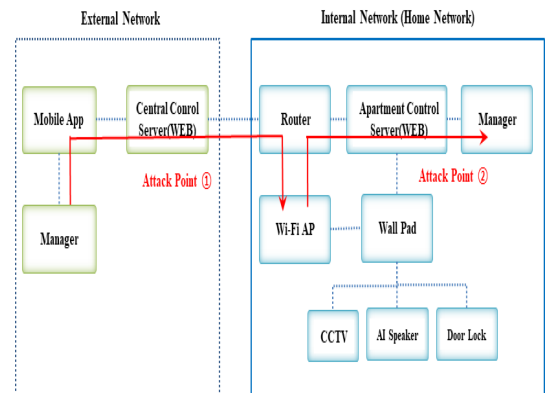 External Network
Internal Network (Home Network)
Mobile App
Central Conrol
Server(WEB)
Router
Apartment Control
Server(WEB)
Manager
Attack Point ①
Attack Point ②
Manager
Wi-Fi AP
Wall Pad
CCTV
AI Speaker
Door Lock